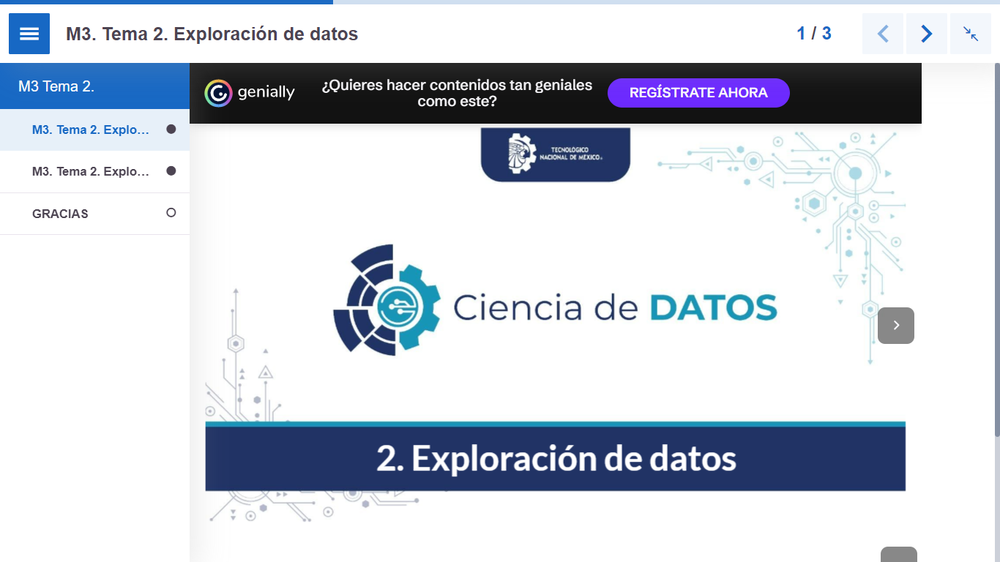 M3. Tema 2. Exploración de datos
1 / 3
M3 Tema 2.
M3. Tema 2. Explo...
M3. Tema 2. Explo...
GRACIAS
genially
¿Quieres hacer contenidos tan geniales
como este?
REGÍSTRATE AHORA
TECNOLÓGICO
NACIONAL DE MÉXICO
Ciencia de DATOS
2. Exploración de datos